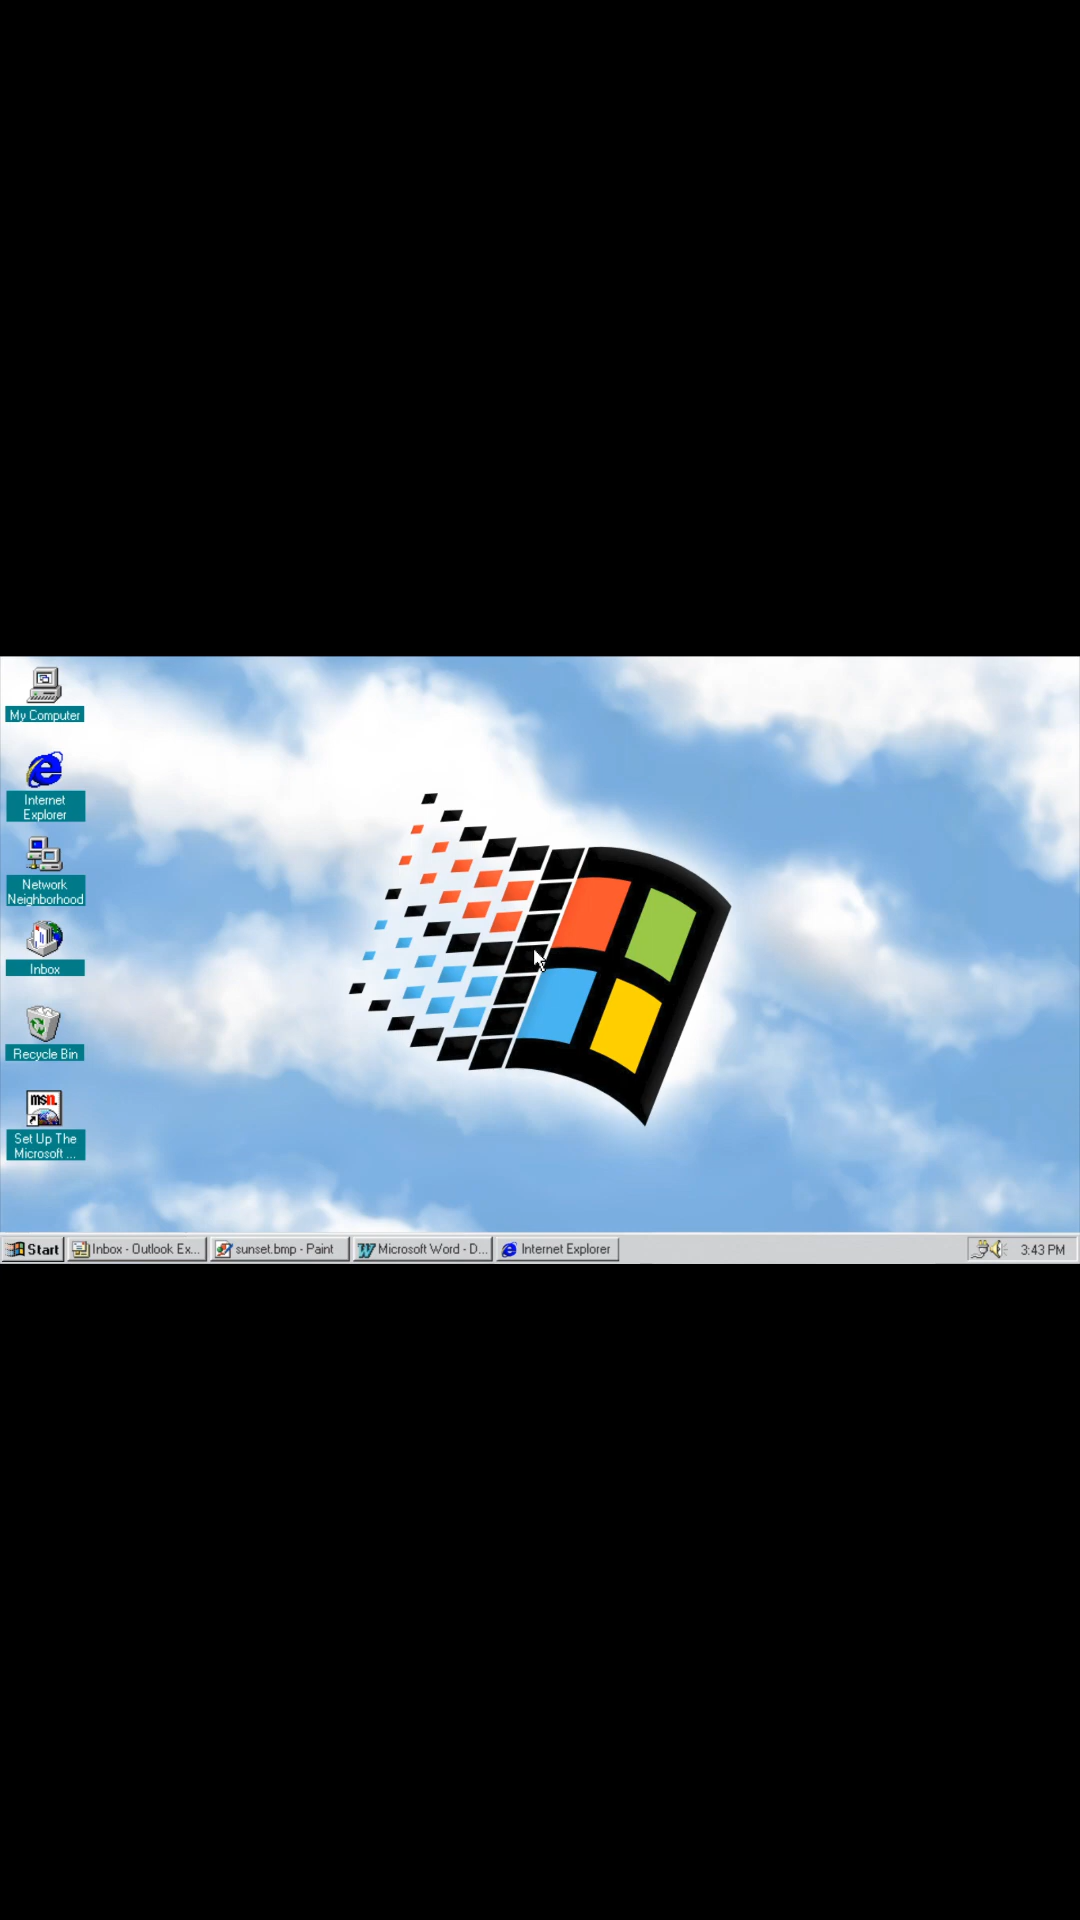 My Computer
Internet
Explorer
Network
Neighborhood
Inbox
Recycle Bin
msn.
Set Up The
Microsoft ...
Start
Inbox - Outlook Ex...
sunset.bmp - Paint
Microsoft Word - D...
Internet Explorer
3:43 PM